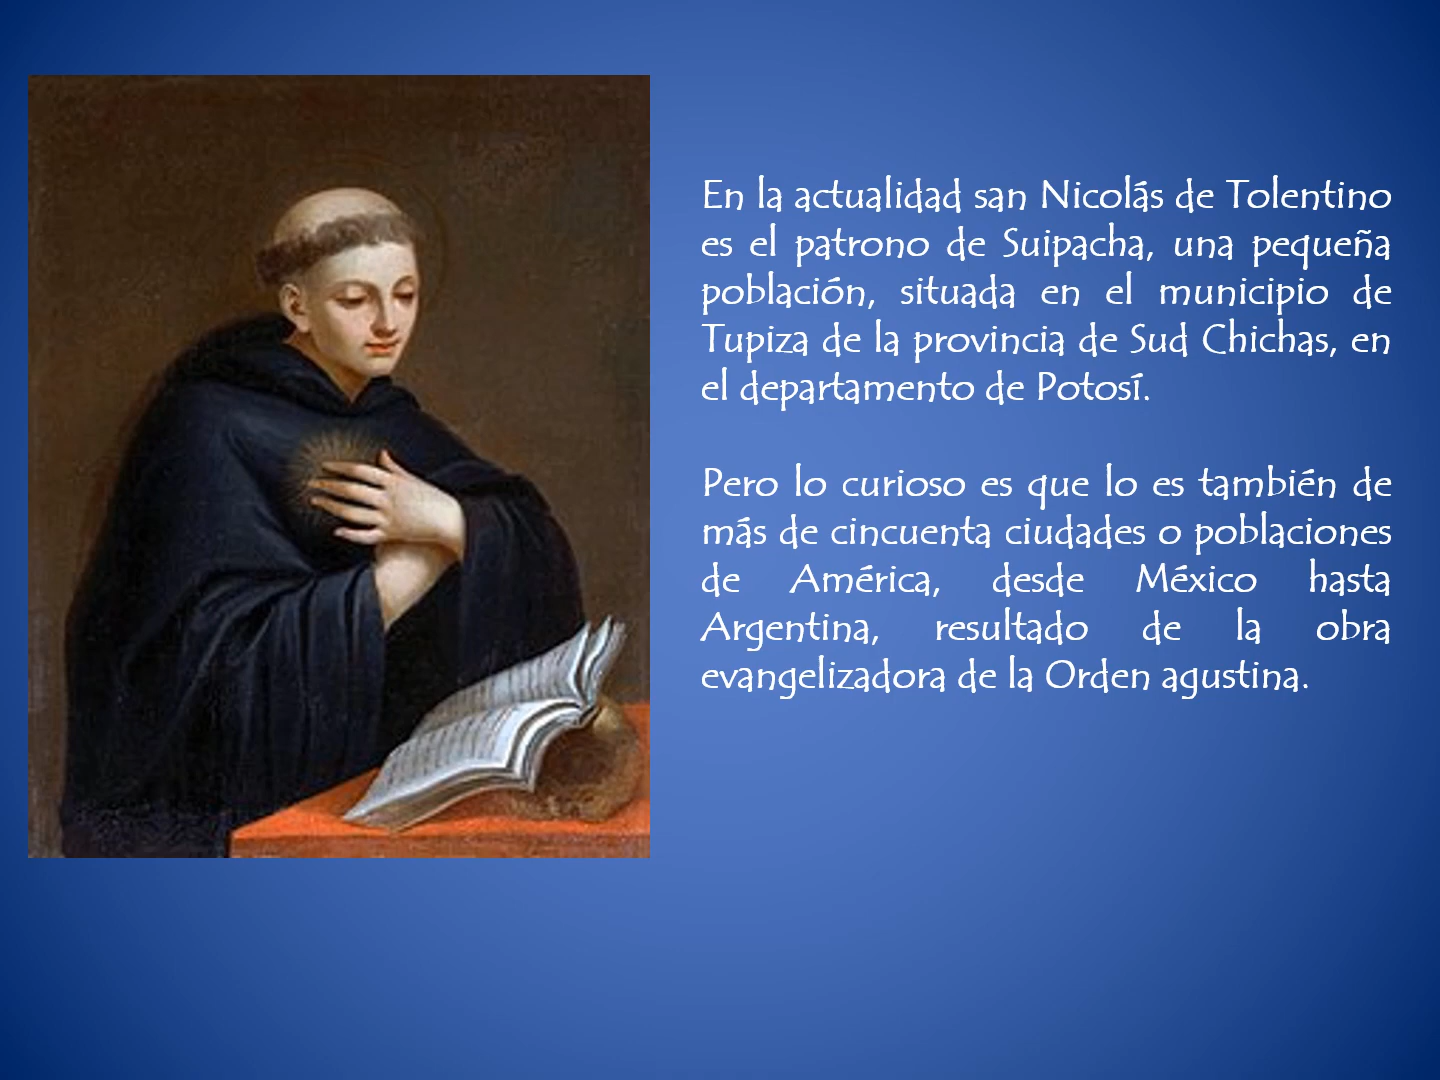 En la actualidad san Nicolás de Tolentino
es el patrono de Suipacha, una pequeña
población, situada en el municipio de
Tupiza de la provincia de Sud Chichas, en
el departamento de Potosí.
Pero lo curioso es que lo es también de
más de cincuenta ciudades o poblaciones
de América, desde México hasta
Argentina, resultado de la obra
evangelizadora de la Orden agustina.